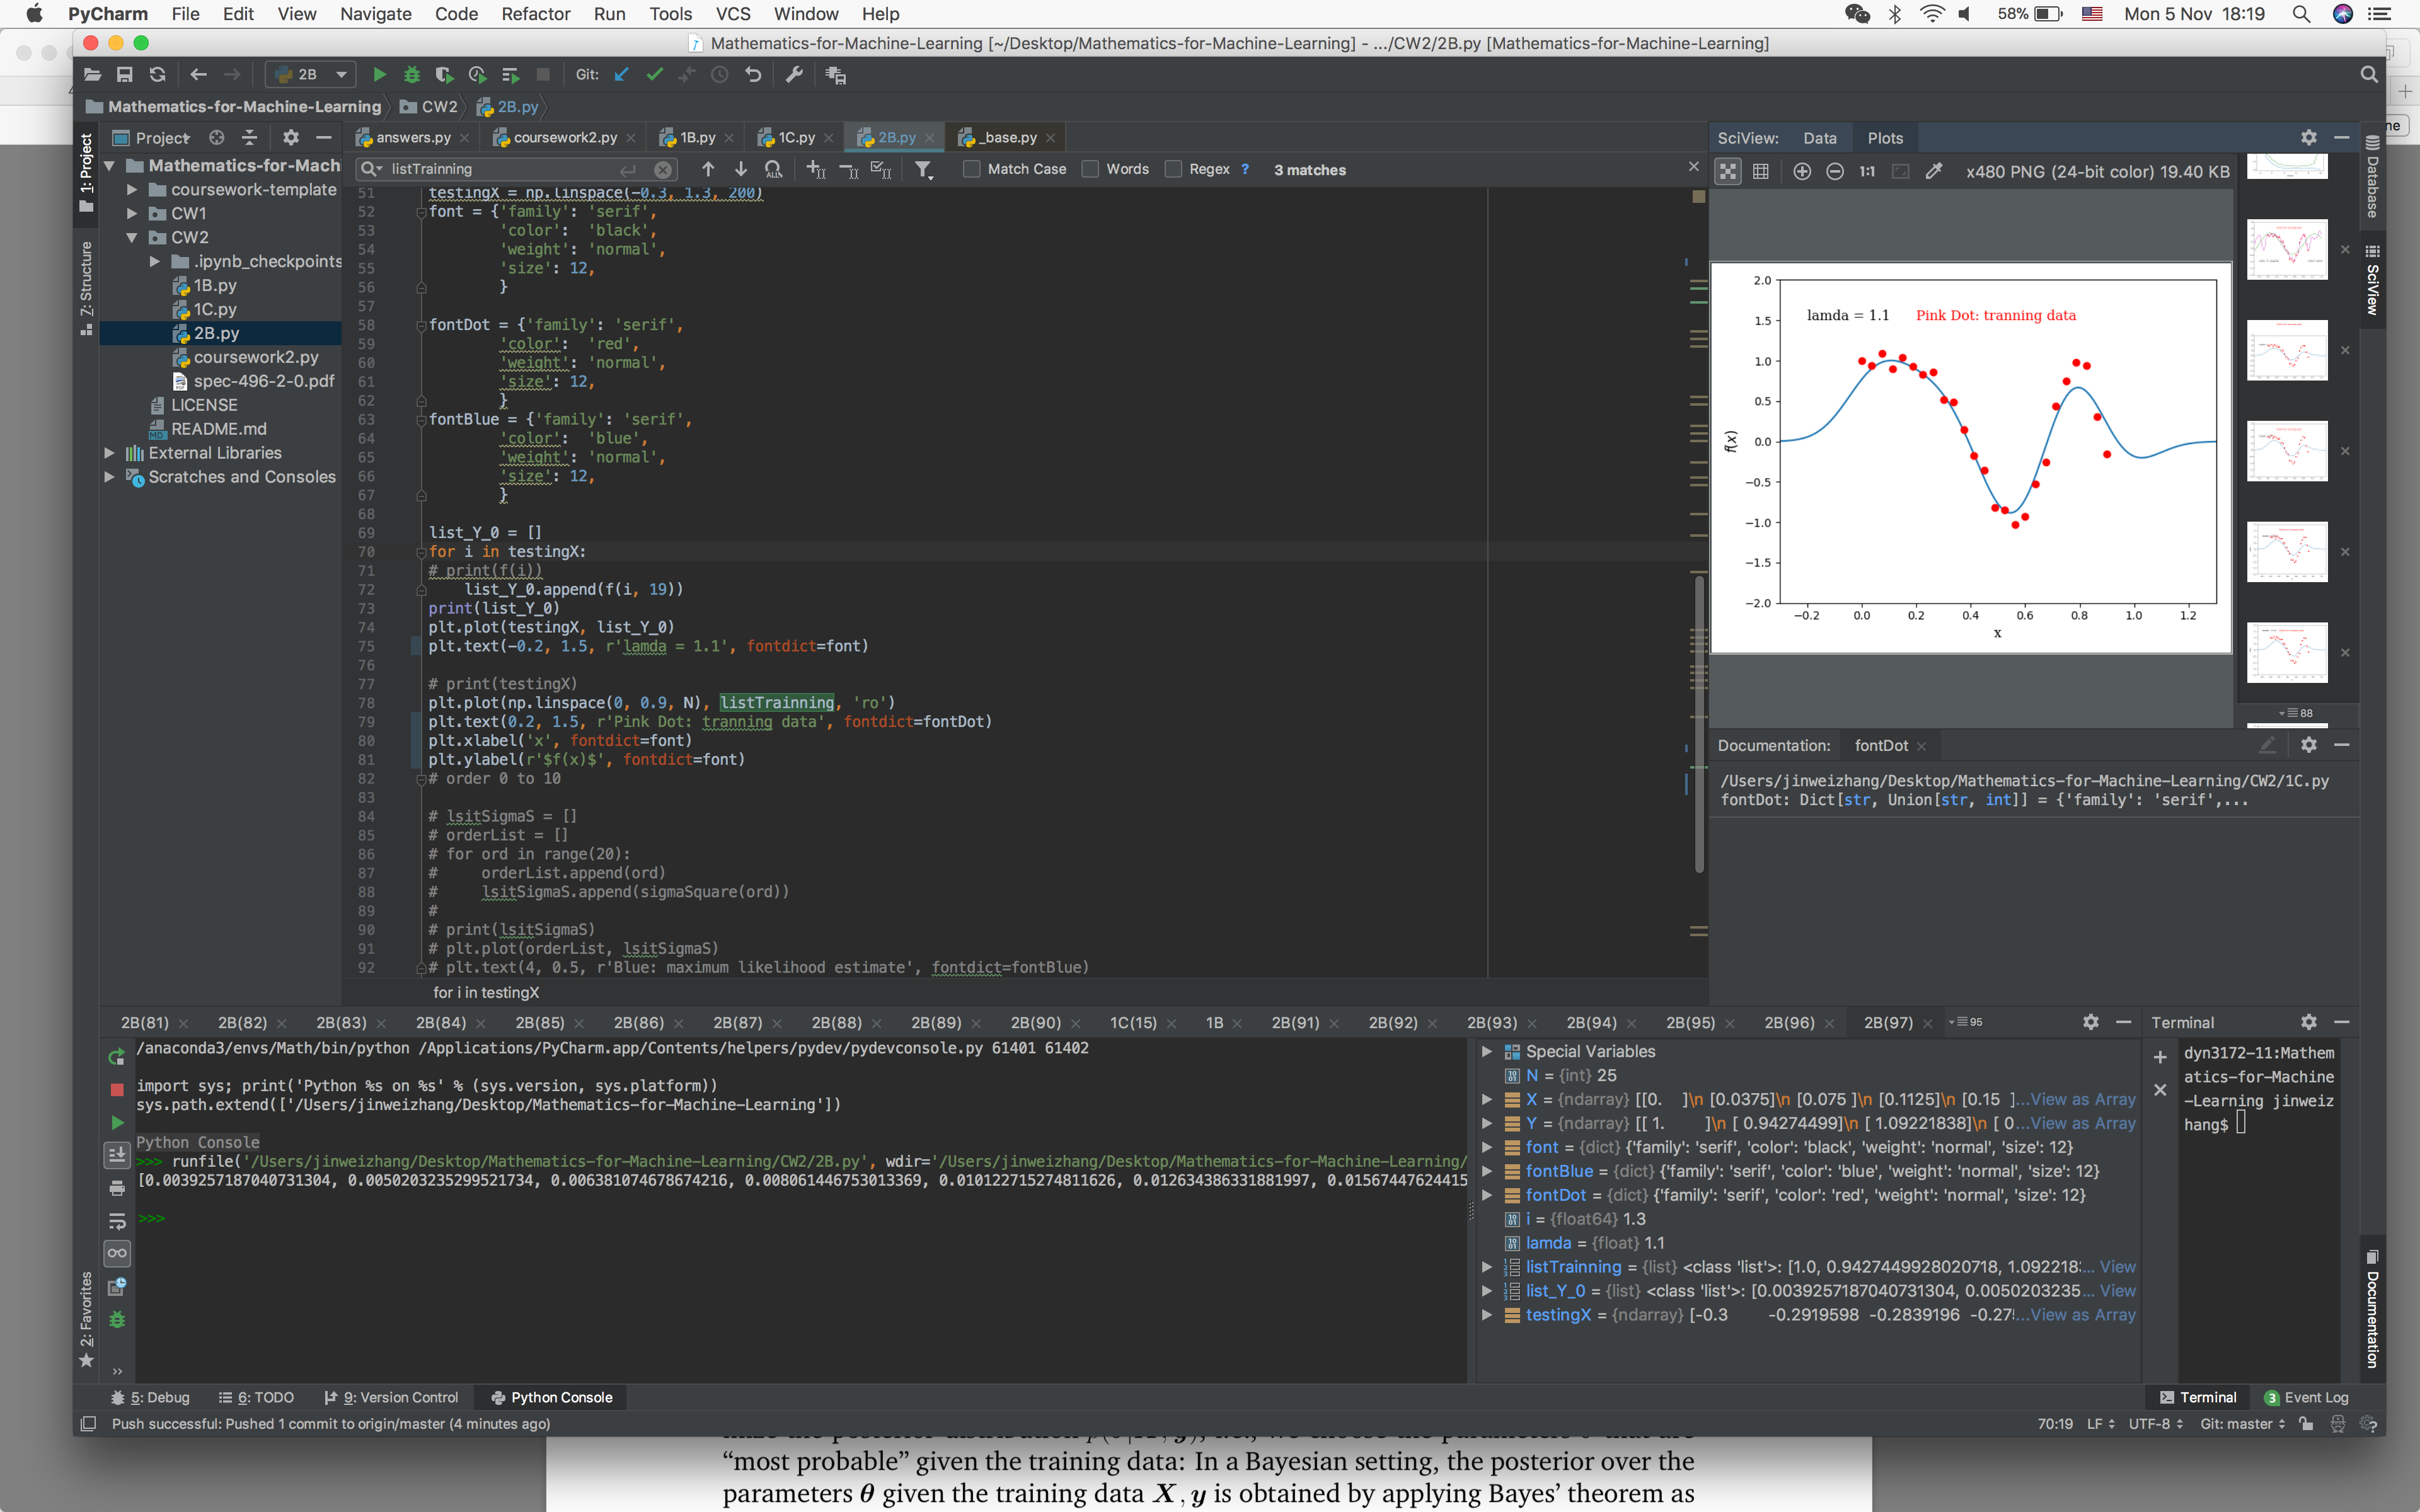 PyCharm File Edit View Navigate Code Refactor Run Tools VCS Window Help 58% Mon 5 Nov 18:19
Mathematics-for-Machine-Learning [~/Desktop/Mathematics-for-Machine-Learning] - .../CW2/2B.py [Mathematics-for-Machine-Learning]
2B Git:
Mathematics-for-Machine-Learning CW2 2B.py
1: Project
Z: Structure
2: Favorites
Project
Mathematics-for-Mach
coursework-template
CW1
CW2
.ipynb_checkpoints
1B.py
1C.py
2B.py
coursework2.py
spec-496-2-0.pdf
LICENSE
README.md
External Libraries
Scratches and Consoles
answers.py coursework2.py 1B.py 1C.py 2B.py _base.py
listTrainning Match Case Words Regex ? 3 matches
51 testingX = np.linspace(-0.3, 1.3, 200)
52 font = {'family': 'serif',
53 'color': 'black',
54 'weight': 'normal',
55 'size': 12,
56 }
57
58 fontDot = {'family': 'serif',
59 'color': 'red',
60 'weight': 'normal',
61 'size': 12,
62 }
63 fontBlue = {'family': 'serif',
64 'color': 'blue',
65 'weight': 'normal',
66 'size': 12,
67 }
68
69 list_Y_0 = []
70 for i in testingX:
71 # print(f(i))
72 list_Y_0.append(f(i, 19))
73 print(list_Y_0)
74 plt.plot(testingX, list_Y_0)
75 plt.text(-0.2, 1.5, r'lamda = 1.1', fontdict=font)
76
77 # print(testingX)
78 plt.plot(np.linspace(0, 0.9, N), listTrainning, 'ro')
79 plt.text(0.2, 1.5, r'Pink Dot: tranning data', fontdict=fontDot)
80 plt.xlabel('x', fontdict=font)
81 plt.ylabel(r'$f(x)$', fontdict=font)
82 # order 0 to 10
83
84 # lsitSigmaS = []
85 # orderList = []
86 # for ord in range(20):
87 # orderList.append(ord)
88 # lsitSigmaS.append(sigmaSquare(ord))
89 #
90 # print(lsitSigmaS)
91 # plt.plot(orderList, lsitSigmaS)
92 # plt.text(4, 0.5, r'Blue: maximum likelihood estimate', fontdict=fontBlue)
for i in testingX
SciView: Data Plots
1:1 x480 PNG (24-bit color) 19.40 KB
2.0
1.5
1.0
0.5
0.0
−0.5
−1.0
−1.5
−2.0
f(x)
lamda = 1.1 Pink Dot: tranning data
−0.2 0.0 0.2 0.4 0.6 0.8 1.0 1.2
x
88
Database
SciView
Documentation
ne
Documentation: fontDot
/Users/jinweizhang/Desktop/Mathematics-for-Machine-Learning/CW2/1C.py
fontDot: Dict[str, Union[str, int]] = {'family': 'serif',...
2B(81) 2B(82) 2B(83) 2B(84) 2B(85) 2B(86) 2B(87) 2B(88) 2B(89) 2B(90) 1C(15) 1B 2B(91) 2B(92) 2B(93) 2B(94) 2B(95) 2B(96) 2B(97) 95
/anaconda3/envs/Math/bin/python /Applications/PyCharm.app/Contents/helpers/pydev/pydevconsole.py 61401 61402
import sys; print('Python %s on %s' % (sys.version, sys.platform))
sys.path.extend(['/Users/jinweizhang/Desktop/Mathematics-for-Machine-Learning'])
Python Console
>>> runfile('/Users/jinweizhang/Desktop/Mathematics-for-Machine-Learning/CW2/2B.py', wdir='/Users/jinweizhang/Desktop/Mathematics-for-Machine-Learning/
[0.0039257187040731304, 0.0050203235299521734, 0.006381074678674216, 0.008061446753013369, 0.010122715274811626, 0.012634386331881997, 0.01567447624415
>>>
Special Variables
N = {int} 25
X = {ndarray} [[0. ]\n [0.0375]\n [0.075 ]\n [0.1125]\n [0.15 ]...View as Array
Y = {ndarray} [[ 1. ]\n [ 0.94274499]\n [ 1.09221838]\n [ 0...View as Array
font = {dict} {'family': 'serif', 'color': 'black', 'weight': 'normal', 'size': 12}
fontBlue = {dict} {'family': 'serif', 'color': 'blue', 'weight': 'normal', 'size': 12}
fontDot = {dict} {'family': 'serif', 'color': 'red', 'weight': 'normal', 'size': 12}
i = {float64} 1.3
lamda = {float} 1.1
listTrainning = {list} <class 'list'>: [1.0, 0.9427449928020718, 1.092218... View
list_Y_0 = {list} <class 'list'>: [0.0039257187040731304, 0.0050203235... View
testingX = {ndarray} [-0.3 -0.2919598 -0.2839196 -0.27...View as Array
Terminal
dyn3172-11:Mathem
atics-for-Machine
-Learning jinweiz
hang$
5: Debug 6: TODO 9: Version Control Python Console Terminal 3 Event Log
Push successful: Pushed 1 commit to origin/master (4 minutes ago) 70:19 LF UTF-8 Git: master
“most probable” given the training data: In a Bayesian setting, the posterior over the
parameters θ given the training data X, y is obtained by applying Bayes’ theorem as